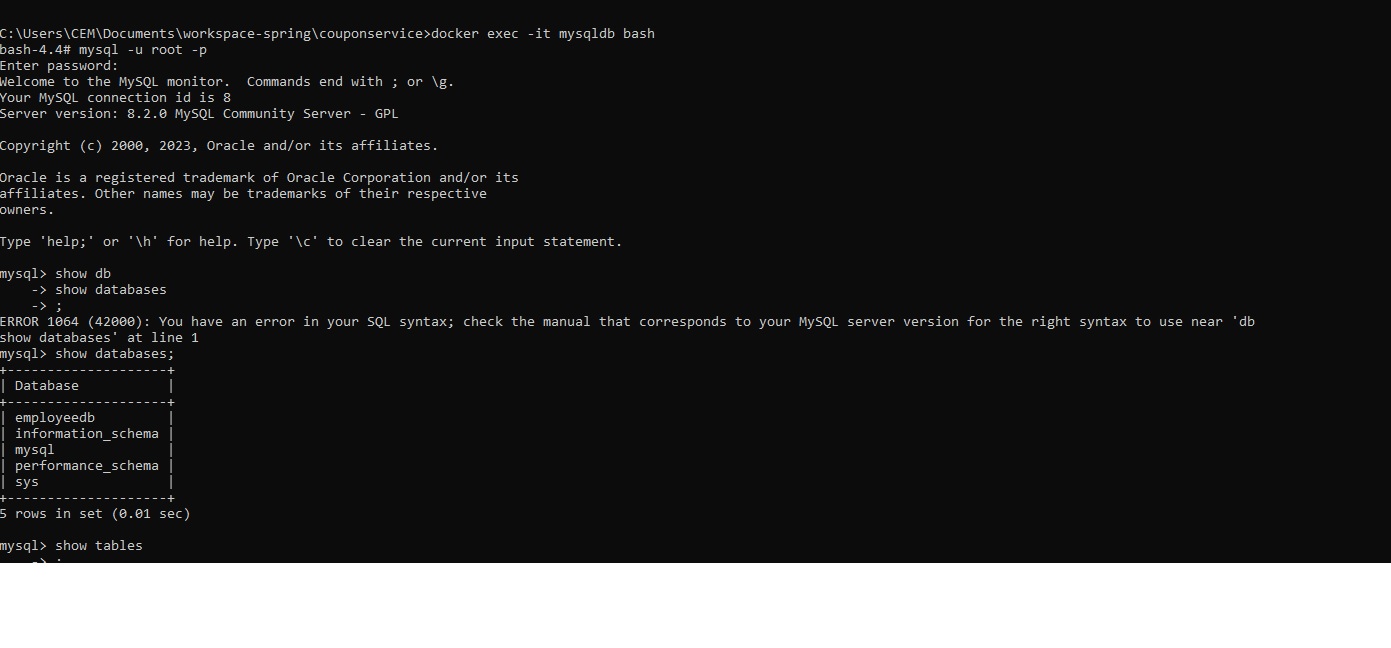 C:\Users\CEM\Documents\workspace-spring\couponservice>docker exec -it mysqldb bash
bash-4.4# mysql -u root -p
Enter password:
Welcome to the MySQL monitor.  Commands end with ; or \g.
Your MySQL connection id is 8
Server version: 8.2.0 MySQL Community Server - GPL
Copyright (c) 2000, 2023, Oracle and/or its affiliates.
Oracle is a registered trademark of Oracle Corporation and/or its
affiliates. Other names may be trademarks of their respective
owners.
Type 'help;' or '\h' for help. Type '\c' to clear the current input statement.
mysql> show db
    -> show databases
    -> ;
ERROR 1064 (42000): You have an error in your SQL syntax; check the manual that corresponds to your MySQL server version for the right syntax to use near 'db
show databases' at line 1
mysql> show databases;
+--------------------+
| Database           |
+--------------------+
| employeedb         |
| information_schema |
| mysql              |
| performance_schema |
| sys                |
+--------------------+
5 rows in set (0.01 sec)
mysql> show tables
    ->